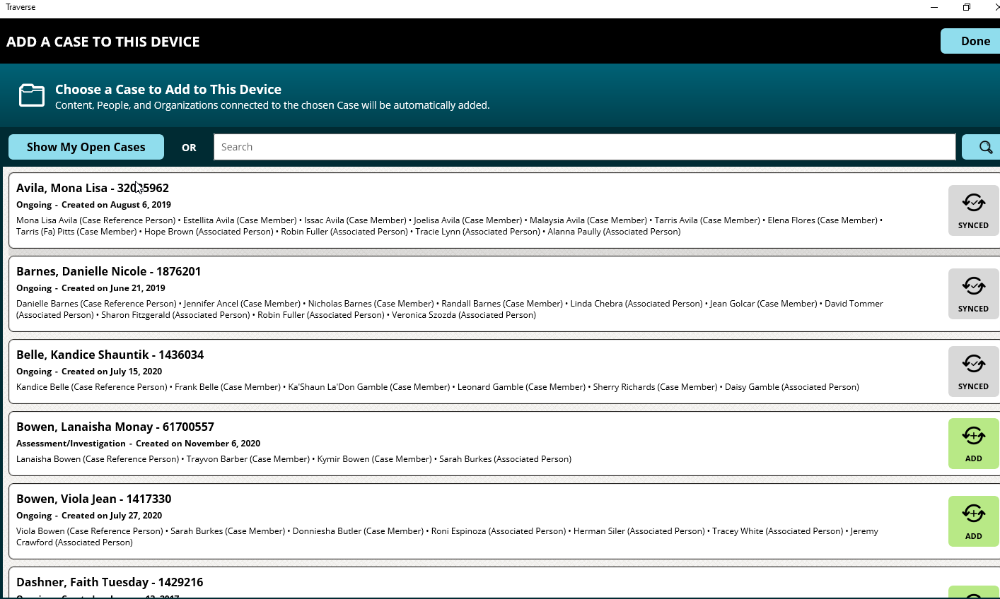 Traverse
ADD A CASE TO THIS DEVICE
Done
Choose a Case to Add to This Device
Content, People, and Organizations connected to the chosen Case will be automatically added.
Show My Open Cases
OR
Search
Avila, Mona Lisa -
Ongoing - Created on August 6, 2019
Mona Lisa Avila (Case Reference Person) • Estellita Avila (Case Member) • Issac Avila (Case Member) • Joelisa Avila (Case Member) • Malaysia Avila (Case Member) • Tarris Avila (Case Member) • Elena Flores (Case Member) •
Tarris (Fa) Pitts (Case Member) • Hope Brown (Associated Person) • Robin Fuller (Associated Person) • Tracie Lynn (Associated Person) • Alanna Paully (Associated Person)
SYNCED
Barnes, Danielle Nicole - 1876201
Ongoing - Created on June 21, 2019
Danielle Barnes (Case Reference Person) • Jennifer Ancel (Case Member) • Nicholas Barnes (Case Member) • Randall Barnes (Case Member) • Linda Chebra (Associated Person) • Jean Golcar (Case Member) • David Tommer
(Associated Person) • Sharon Fitzgerald (Associated Person) • Robin Fuller (Associated Person) • Veronica Szozda (Associated Person)
SYNCED
Belle, Kandice Shauntik - 1436034
Ongoing - Created on July 15, 2020
Kandice Belle (Case Reference Person) • Frank Belle (Case Member) • Ka'Shaun La'Don Gamble (Case Member) • Leonard Gamble (Case Member) • Sherry Richards (Case Member) • Daisy Gamble (Associated Person)
SYNCED
Bowen, Lanaisha Monay - 61700557
Assessment/Investigation - Created on November 6, 2020
Lanaisha Bowen (Case Reference Person) • Trayvon Barber (Case Member) • Kymir Bowen (Case Member) • Sarah Burkes (Associated Person)
ADD
Bowen, Viola Jean - 1417330
Ongoing - Created on July 27, 2020
Viola Bowen (Case Reference Person) • Sarah Burkes (Case Member) • Donniesha Butler (Case Member) • Roni Espinoza (Associated Person) • Herman Siler (Associated Person) • Tracey White (Associated Person) • Jeremy
Crawford (Associated Person)
ADD
Dashner, Faith Tuesday - 1429216